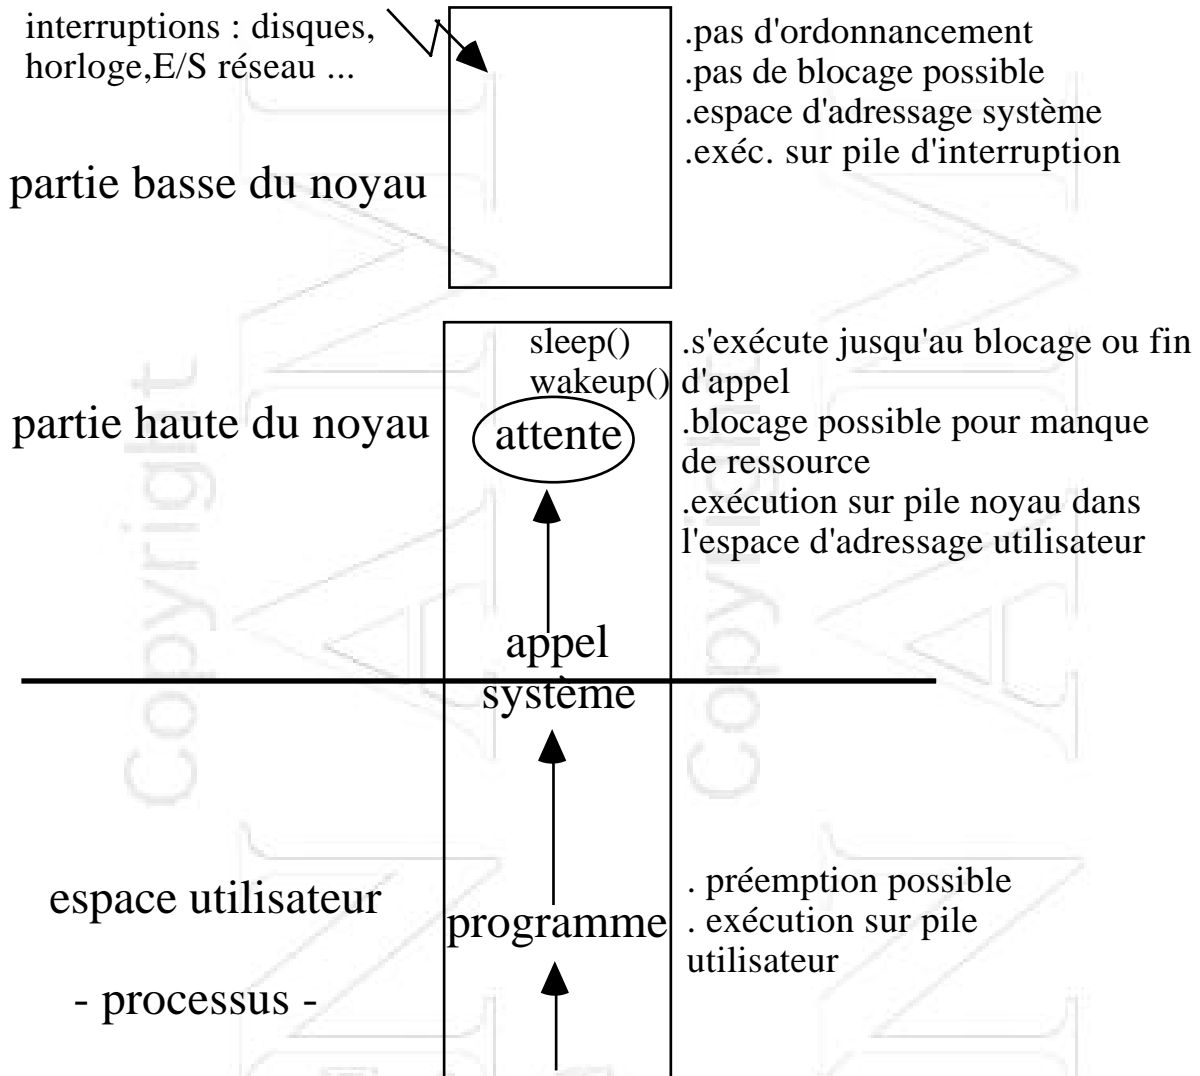 interruptions : disques,
horloge,E/S réseau ...
.pas d'ordonnancement
.pas de blocage possible
.espace d'adressage système
.exéc. sur pile d'interruption
partie basse du noyau
sleep()
wakeup()
.s'exécute jusqu'au blocage ou fin
d'appel
.blocage possible pour manque
de ressource
.exécution sur pile noyau dans
l'espace d'adressage utilisateur
partie haute du noyau
attente
appel
système
espace utilisateur
- processus -
programme
. préemption possible
. exécution sur pile
utilisateur
Copyright
Copyright